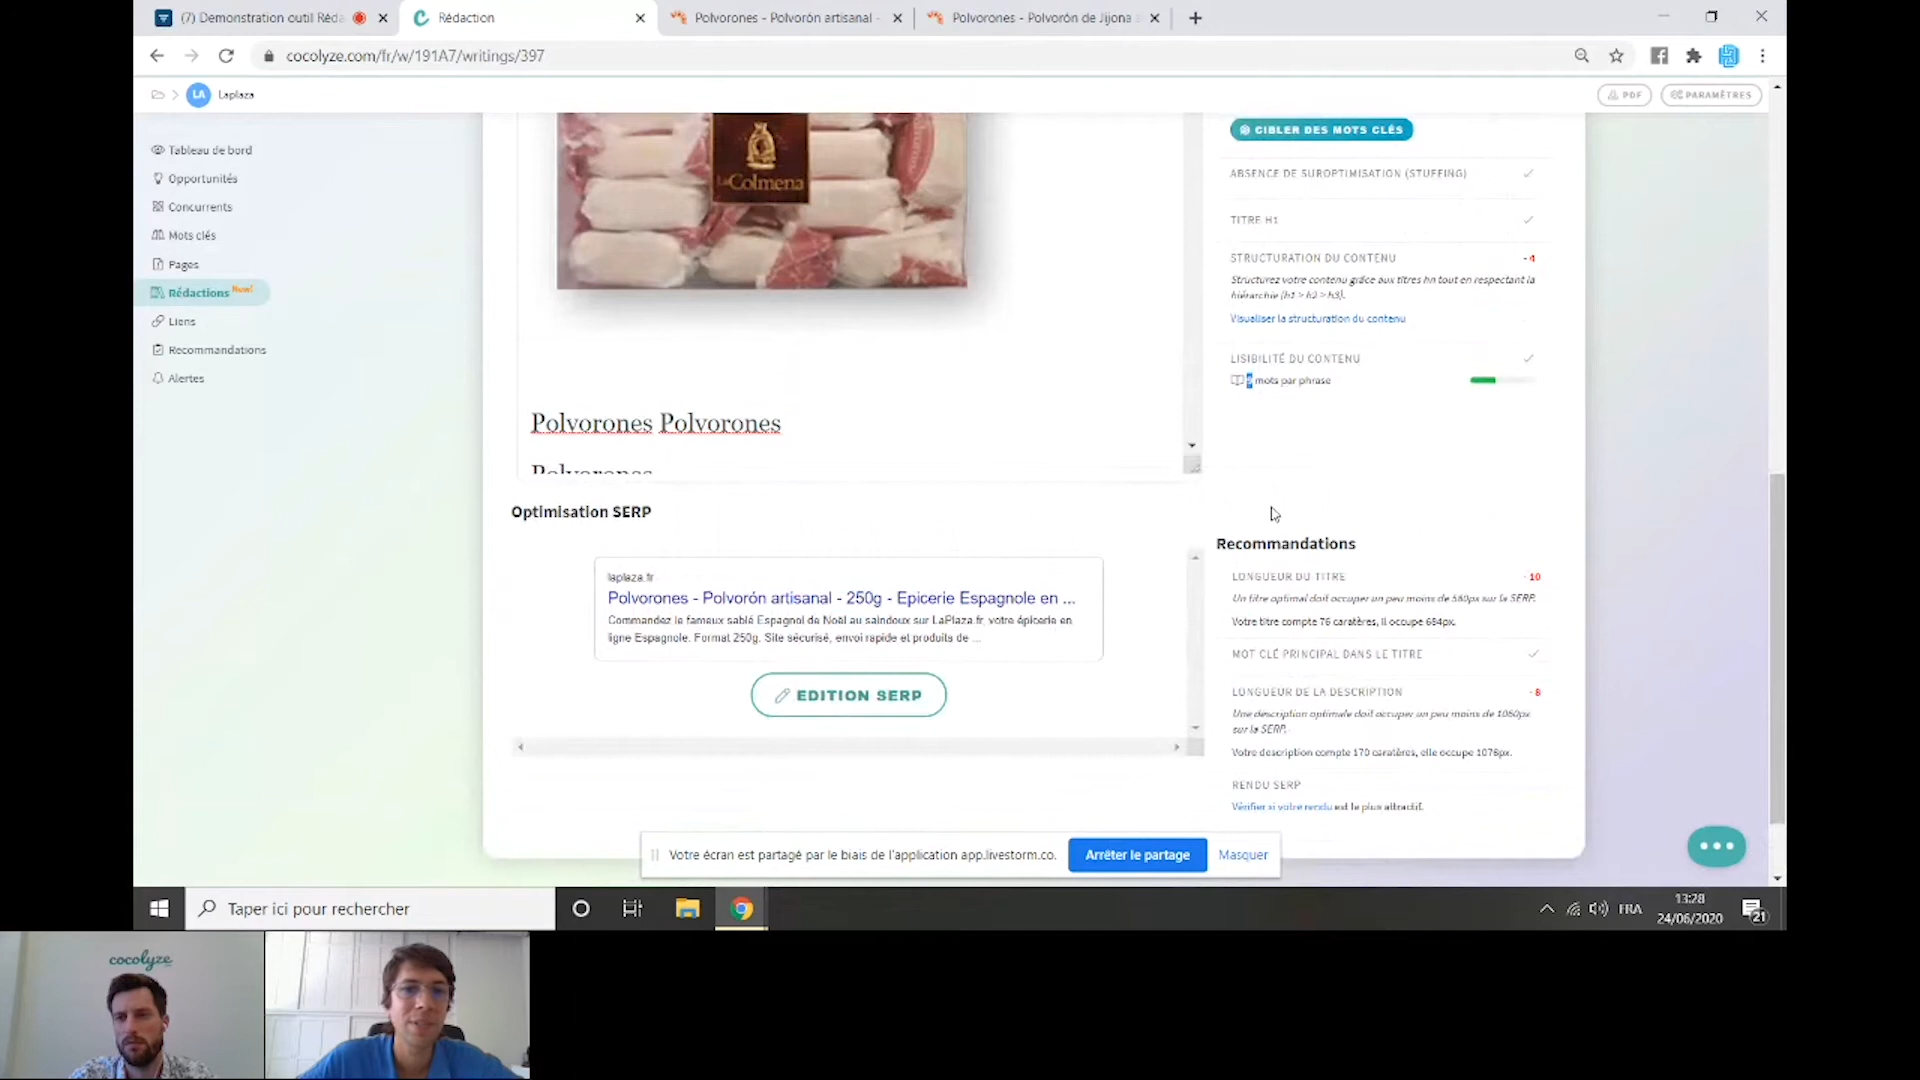 (7) Demonstration outil Réda
Rédaction
Polvorones - Polvorón artisanal -
Polvorones - Polvorón de Jijona
cocolyze.com/fr/w/191A7/writings/397
LA Laplaza
PDF
PARAMÈTRES
Tableau de bord
Opportunités
Concurrents
Mots clés
Pages
Rédactions New!
Liens
Recommandations
Alertes
LaColmena
Polvorones Polvorones
Polvorones
CIBLER DES MOTS CLÉS
ABSENCE DE SUROPTIMISATION (STUFFING)
TITRE H1
STRUCTURATION DU CONTENU -4
Structurez votre contenu grâce aux titres hn tout en respectant la
hiérarchie (h1 > h2 > h3).
Visualiser la structuration du contenu
LISIBILITÉ DU CONTENU
mots par phrase
Optimisation SERP
laplaza.fr
Polvorones - Polvorón artisanal - 250g - Epicerie Espagnole en ...
Commandez le fameux sablé Espagnol de Noël au saindoux sur LaPlaza.fr, votre épicerie en
ligne Espagnole. Format 250g. Site sécurisé, envoi rapide et produits de ...
EDITION SERP
Recommandations
LONGUEUR DU TITRE -10
Un titre optimal doit occuper un peu moins de 580px sur la SERP.
Votre titre compte 76 caratères, il occupe 654px.
MOT CLÉ PRINCIPAL DANS LE TITRE
LONGUEUR DE LA DESCRIPTION -8
Une description optimale doit occuper un peu moins de 1060px
sur la SERP.
Votre description compte 170 caratères, elle occupe 1076px.
RENDU SERP
Vérifier si votre rendu est le plus attractif.
Votre écran est partagé par le biais de l'application app.livestorm.co.
Arrêter le partage
Masquer
Taper ici pour rechercher
FRA
13:28
24/06/2020
21
cocolyze